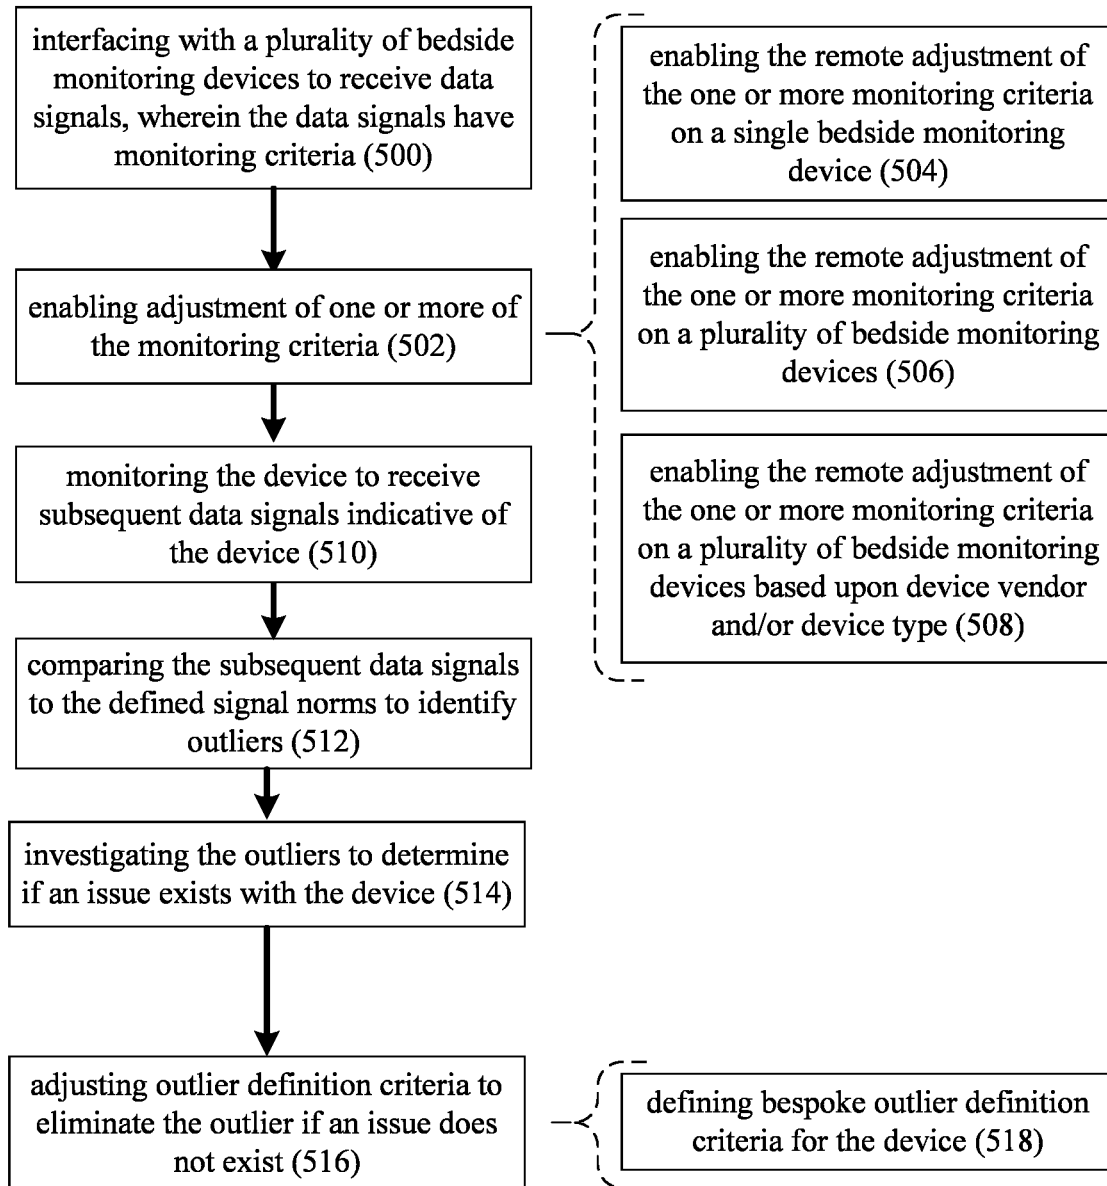 interfacing with a plurality of bedside
monitoring devices to receive data
signals, wherein the data signals have
monitoring criteria (500)
enabling adjustment of one or more of
the monitoring criteria (502)
enabling the remote adjustment of
the one or more monitoring criteria
on a single bedside monitoring
device (504)
enabling the remote adjustment of
the one or more monitoring criteria
on a plurality of bedside monitoring
devices (506)
enabling the remote adjustment of
the one or more monitoring criteria
on a plurality of bedside monitoring
devices based upon device vendor
and/or device type (508)
monitoring the device to receive
subsequent data signals indicative of
the device (510)
comparing the subsequent data signals
to the defined signal norms to identify
outliers (512)
investigating the outliers to determine
if an issue exists with the device (514)
adjusting outlier definition criteria to
eliminate the outlier if an issue does
not exist (516)
defining bespoke outlier definition
criteria for the device (518)